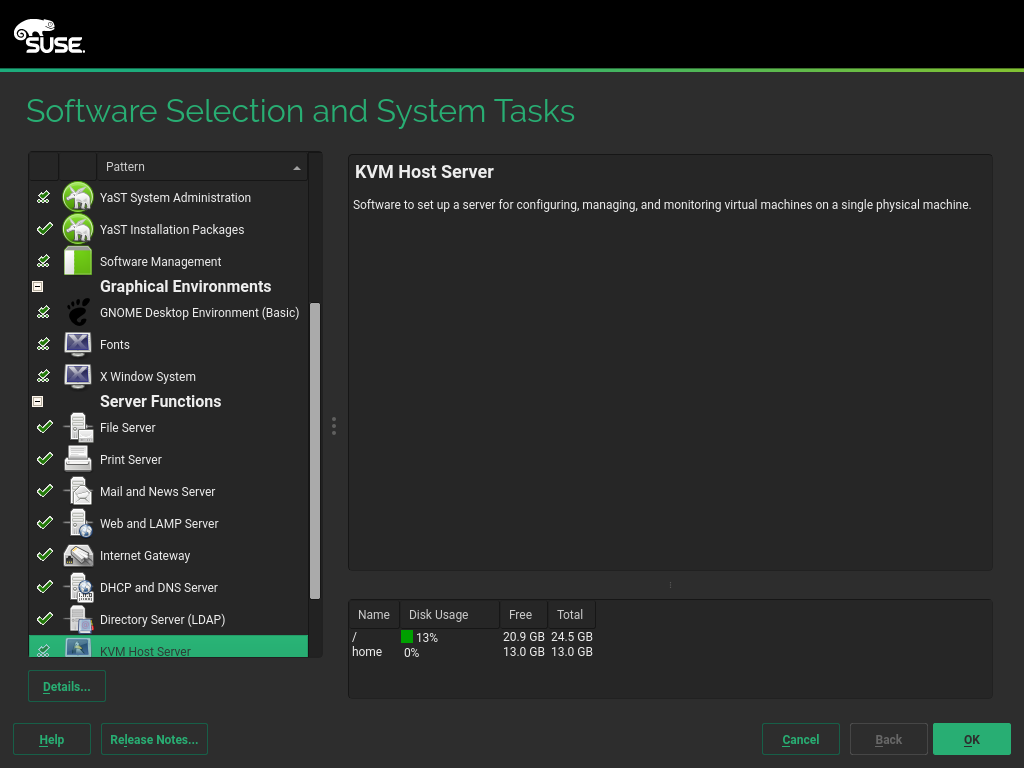 SUSE
Software Selection and System Tasks
Pattern
YaST System Administration
YaST Installation Packages
Software Management
Graphical Environments
GNOME Desktop Environment (Basic)
Fonts
X Window System
Server Functions
File Server
Print Server
Mail and News Server
Web and LAMP Server
Internet Gateway
DHCP and DNS Server
Directory Server (LDAP)
KVM Host Server
Details...
KVM Host Server
Software to set up a server for configuring, managing, and monitoring virtual machines on a single physical machine.
Name Disk Usage Free Total
/ 13% 20.9 GB 24.5 GB
home 0% 13.0 GB 13.0 GB
Help Release Notes... Cancel Back OK